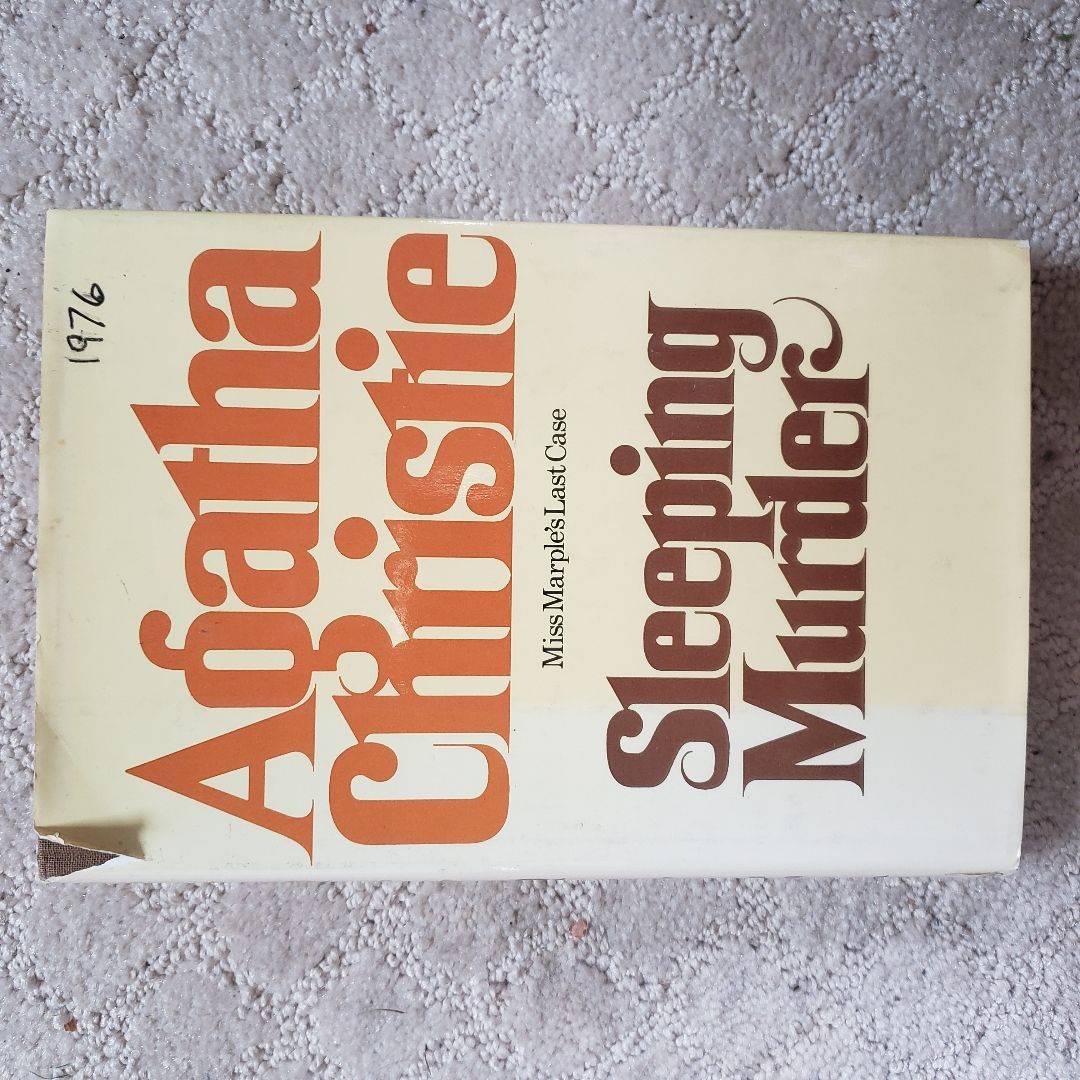 1976
Agatha
Christie
Miss Marple's Last Case
Sleeping
Murder